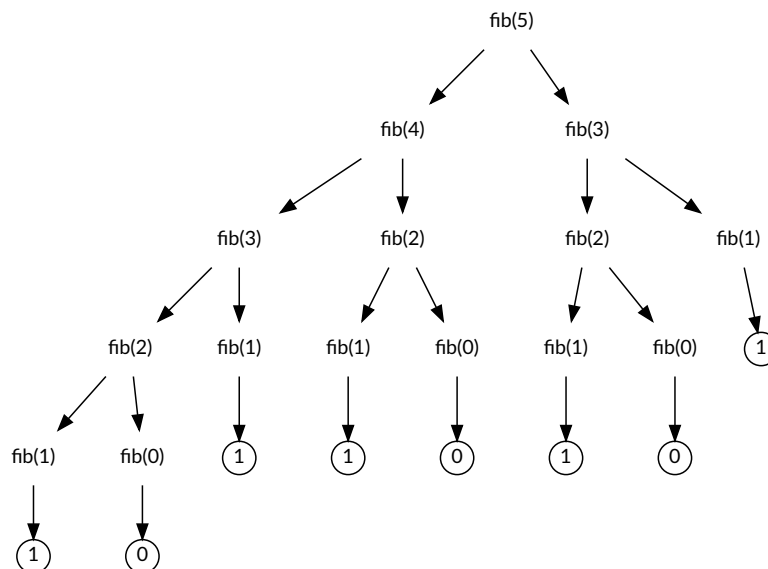 fib(5)
fib(4) fib(3)
fib(3) fib(2) fib(2) fib(1)
fib(2) fib(1) fib(1) fib(0) fib(1) fib(0) 1
fib(1) fib(0) 1 1 0 1 0
1 0